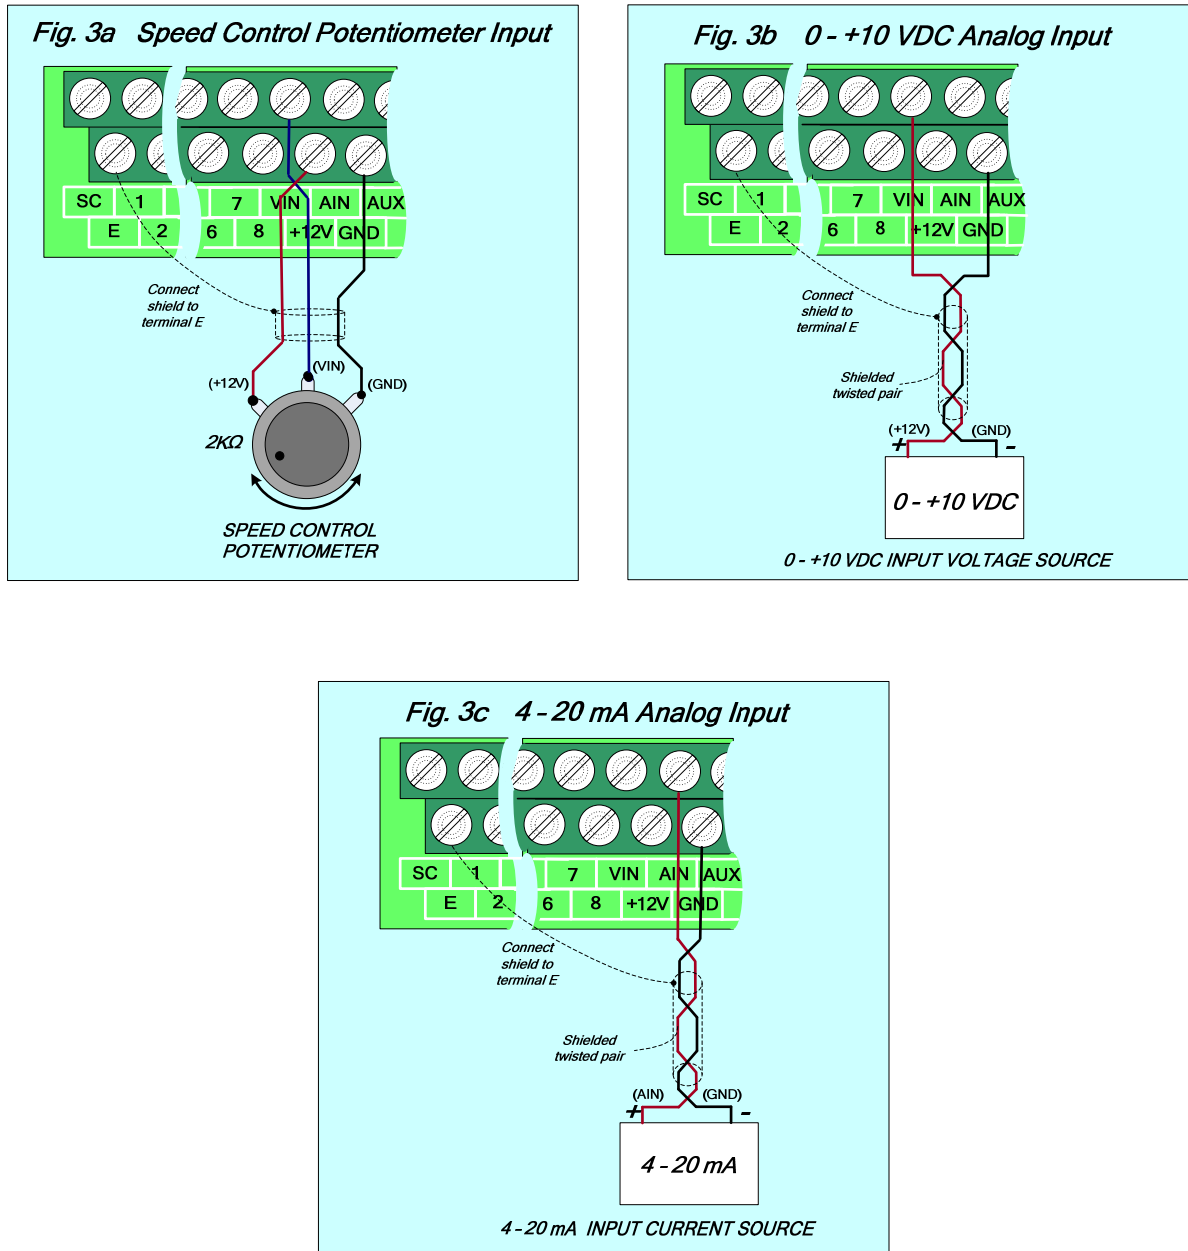 Fig. 3a Speed Control Potentiometer Input
SC 1 7 VIN AIN AUX
E 2 6 8 +12V GND
Connect
shield to
terminal E
(+12V)
(VIN)
(GND)
2KΩ
SPEED CONTROL
POTENTIOMETER
Fig. 3b 0 - +10 VDC Analog Input
SC 1 7 VIN AIN AUX
E 2 6 8 +12V GND
Connect
shield to
terminal E
Shielded
twisted pair
(+12V) (GND)
+ -
0 - +10 VDC
0 - +10 VDC INPUT VOLTAGE SOURCE
Fig. 3c 4 - 20 mA Analog Input
SC 1 7 VIN AIN AUX
E 2 6 8 +12V GND
Connect
shield to
terminal E
Shielded
twisted pair
(AIN) (GND)
+ -
4 - 20 mA
4 - 20 mA INPUT CURRENT SOURCE